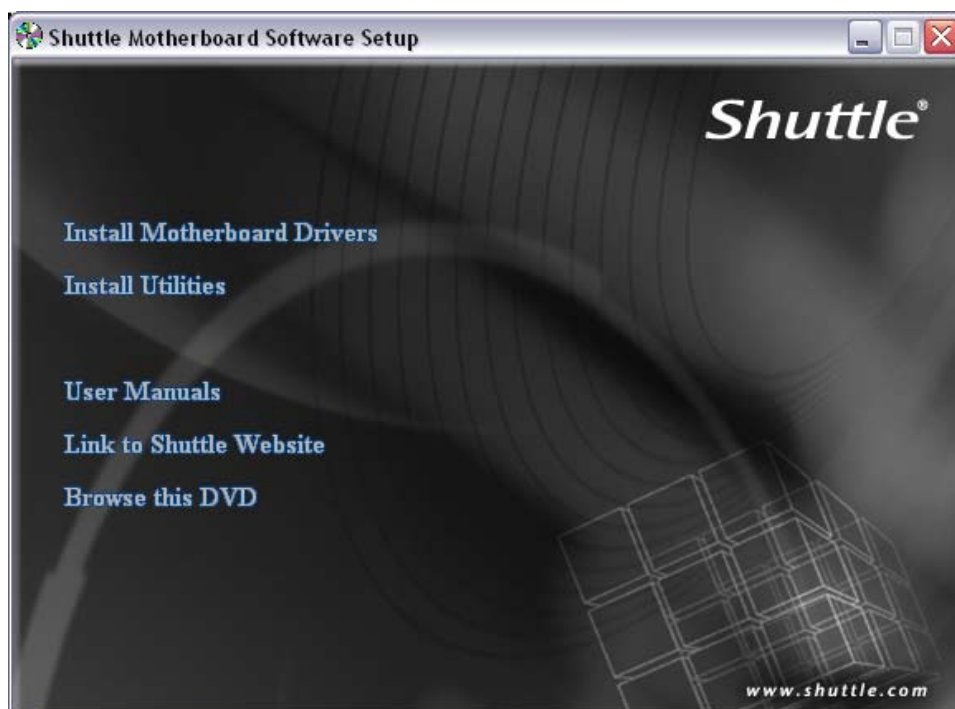 Shuttle Motherboard Software Setup
Shuttle®
Install Motherboard Drivers
Install Utilities
User Manuals
Link to Shuttle Website
Browse this DVD
www.shuttle.com